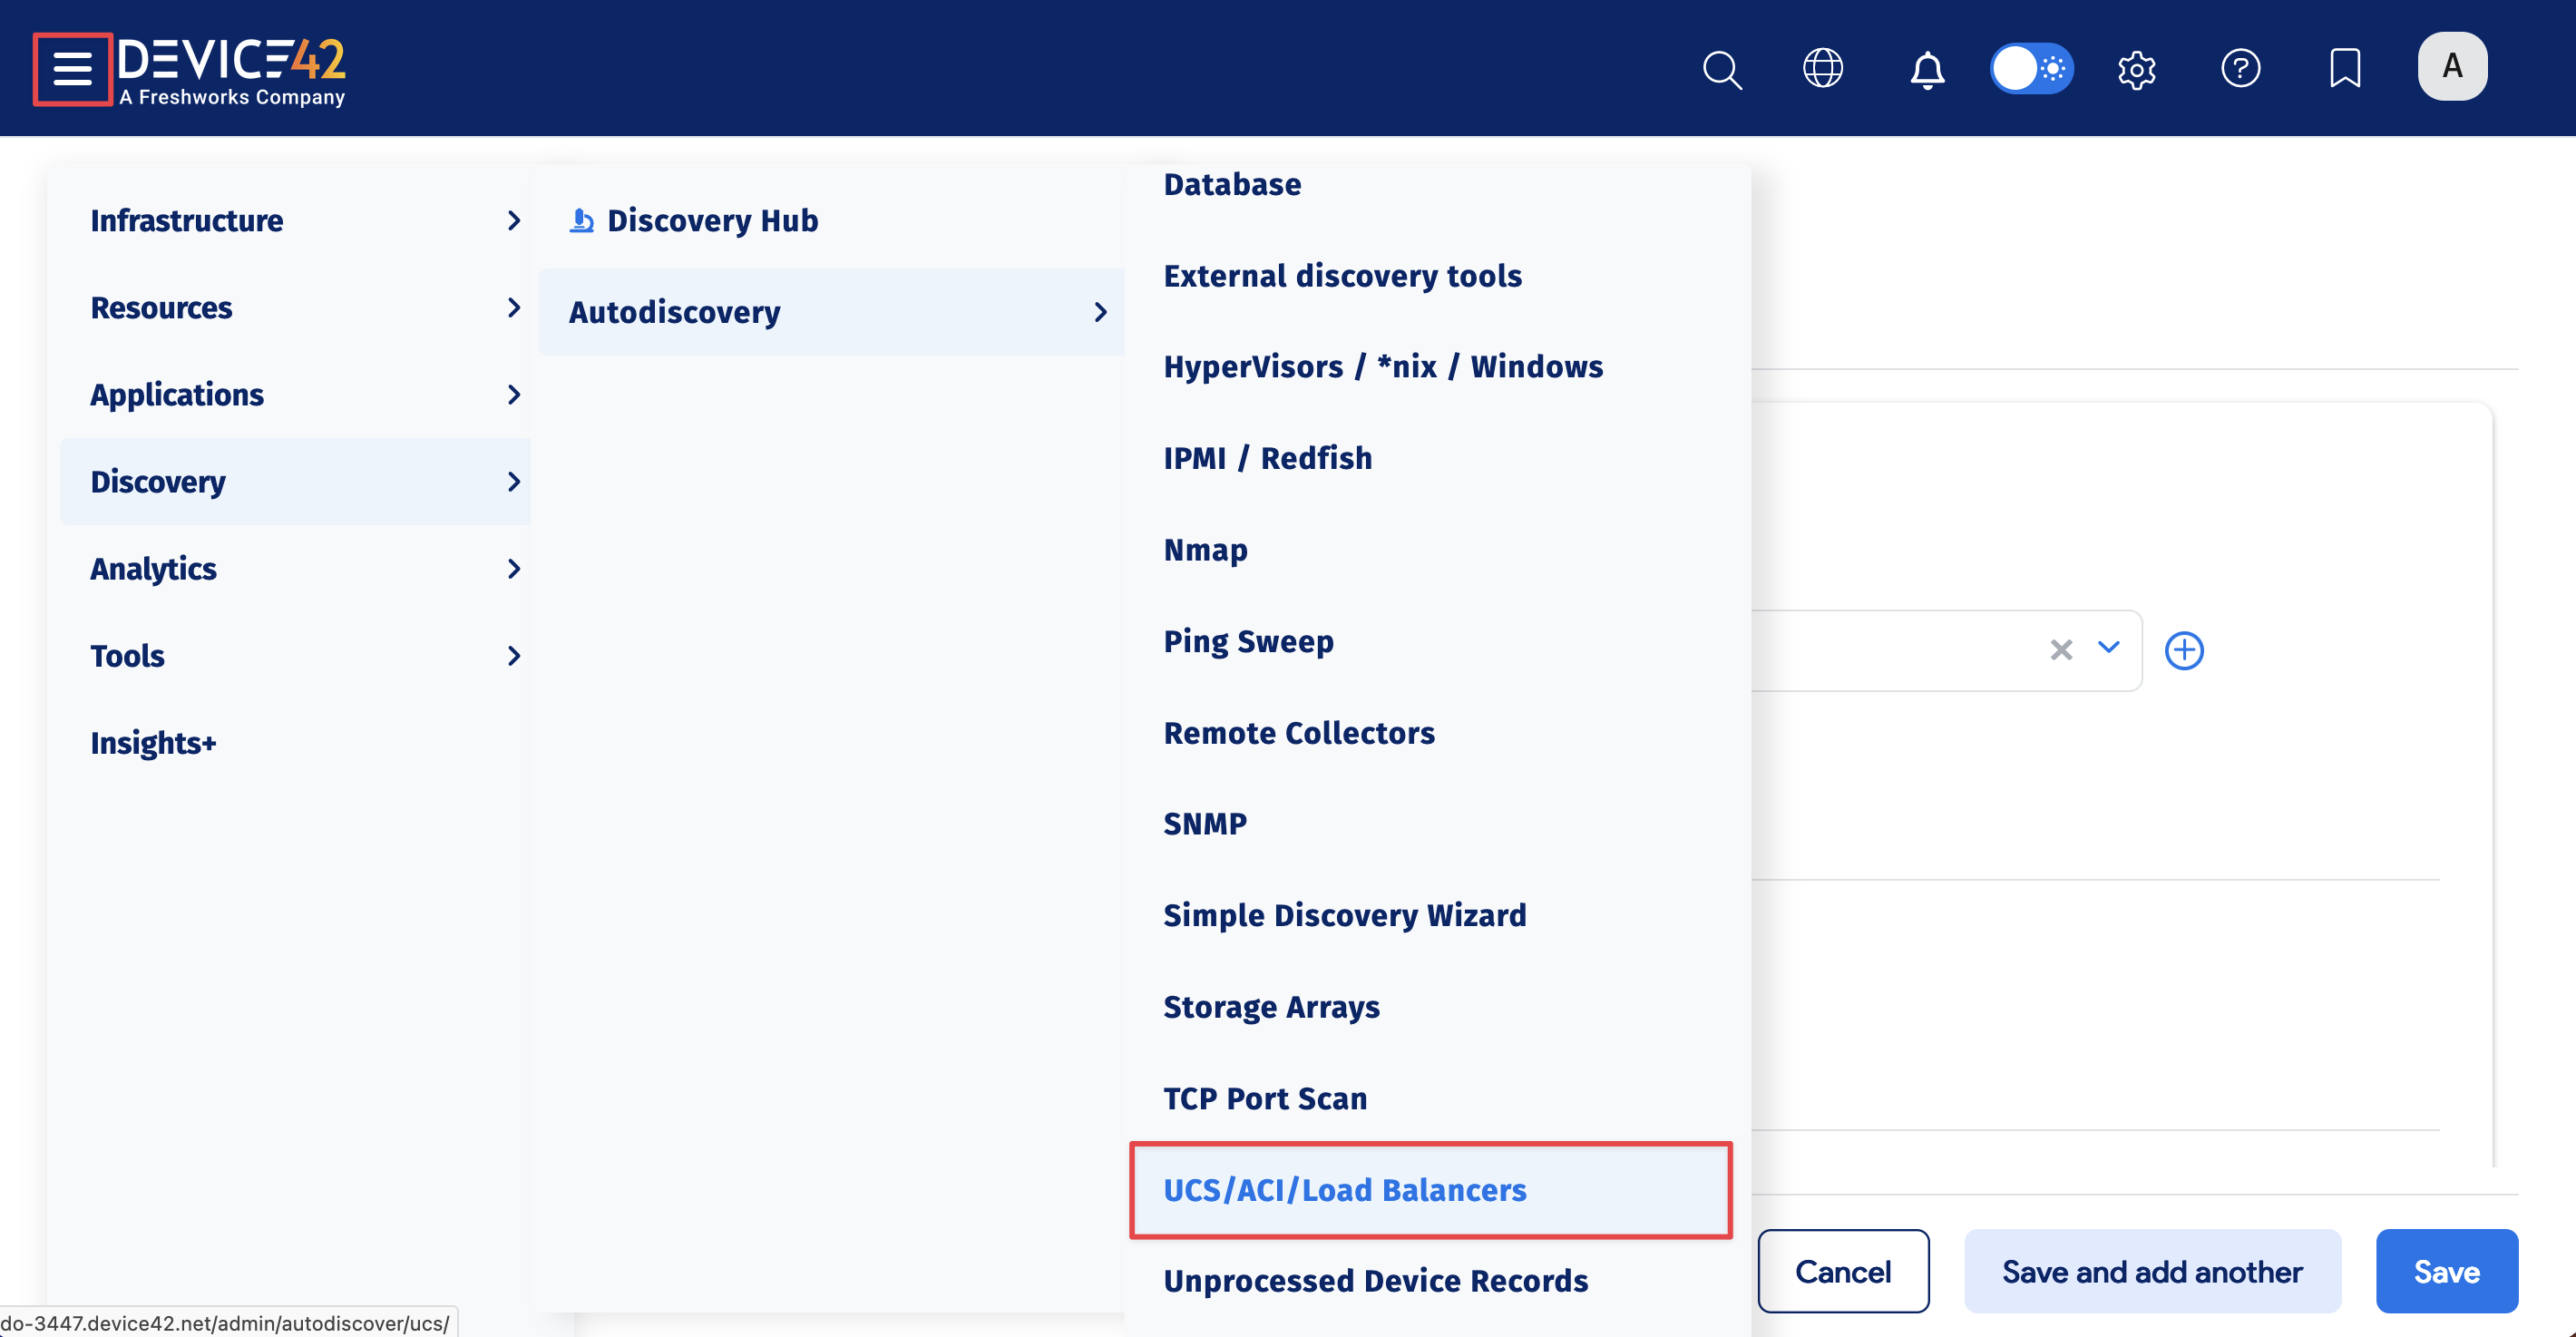 DEVICE42
A Freshworks Company
A
Infrastructure
Resources
Applications
Discovery
Analytics
Tools
Insights+
Discovery Hub
Autodiscovery
Database
External discovery tools
HyperVisors / *nix / Windows
IPMI / Redfish
Nmap
Ping Sweep
Remote Collectors
SNMP
Simple Discovery Wizard
Storage Arrays
TCP Port Scan
UCS/ACI/Load Balancers
Unprocessed Device Records
Cancel
Save and add another
Save
do-3447.device42.net/admin/autodiscover/ucs/